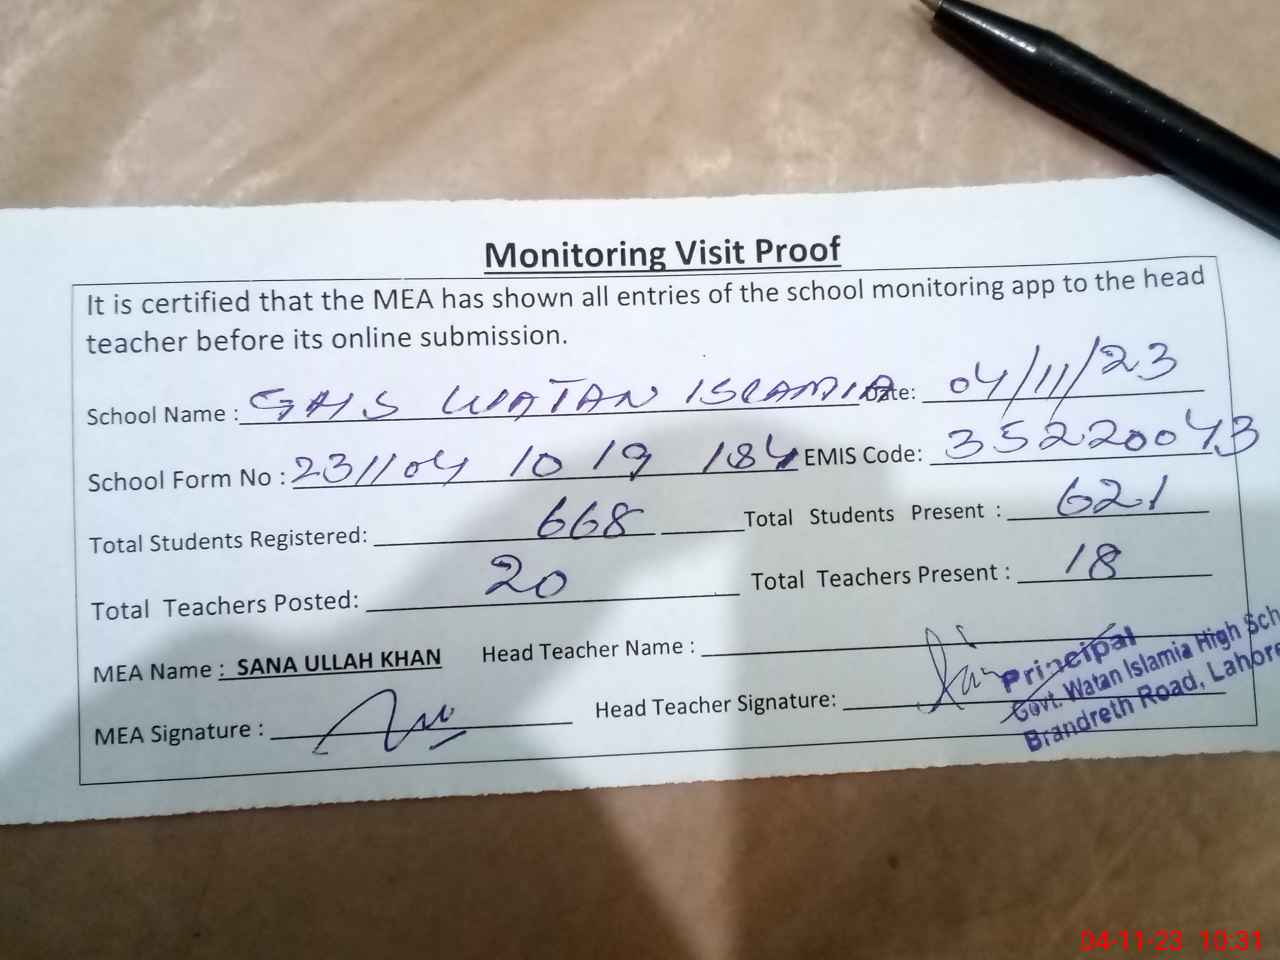 Monitoring Visit Proof
It is certified that the MEA has shown all entries of the school monitoring app to the head
teacher before its online submission.
School Name : GHS WATAN ISLAMIA Date: 04/11/23
School Form No : 231104 10 19 184 EMIS Code: 35220043
Total Students Registered: 668 Total Students Present : 621
Total Teachers Posted: 20 Total Teachers Present : 18
MEA Name : SANA ULLAH KHAN Head Teacher Name :
MEA Signature : Head Teacher Signature:
Principal
Govt. Watan Islamia High Sch
Brandreth Road, Lahore
04-11-23 10:31